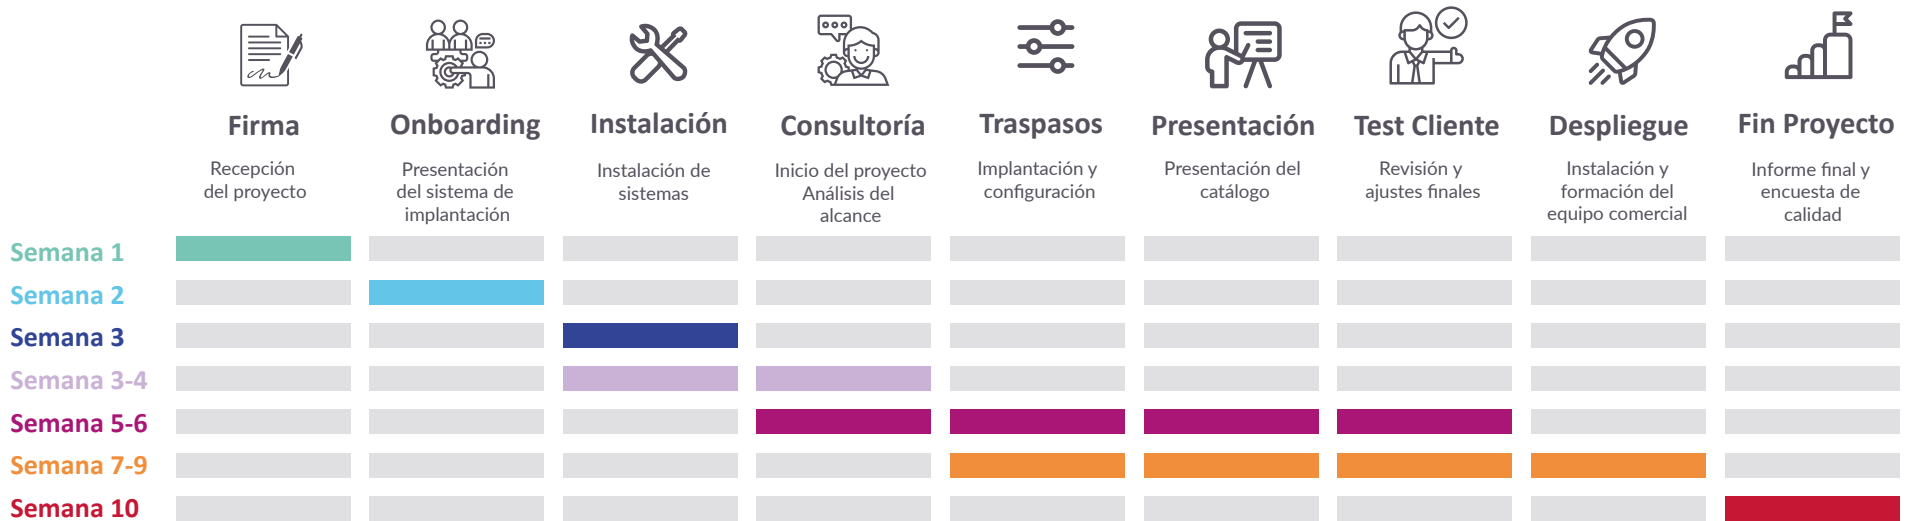 Firma
Onboarding
Instalación
Consultoría
Traspasos
Presentación
Test Cliente
Despliegue
Fin Proyecto
Recepción
del proyecto
Presentación
del sistema de
implantación
Instalación de
sistemas
Inicio del proyecto
Análisis del
alcance
Implantación y
configuración
Presentación del
catálogo
Revisión y
ajustes finales
Instalación y
formación del
equipo comercial
Informe final y
encuesta de
calidad
Semana 1
Semana 2
Semana 3
Semana 3-4
Semana 5-6
Semana 7-9
Semana 10